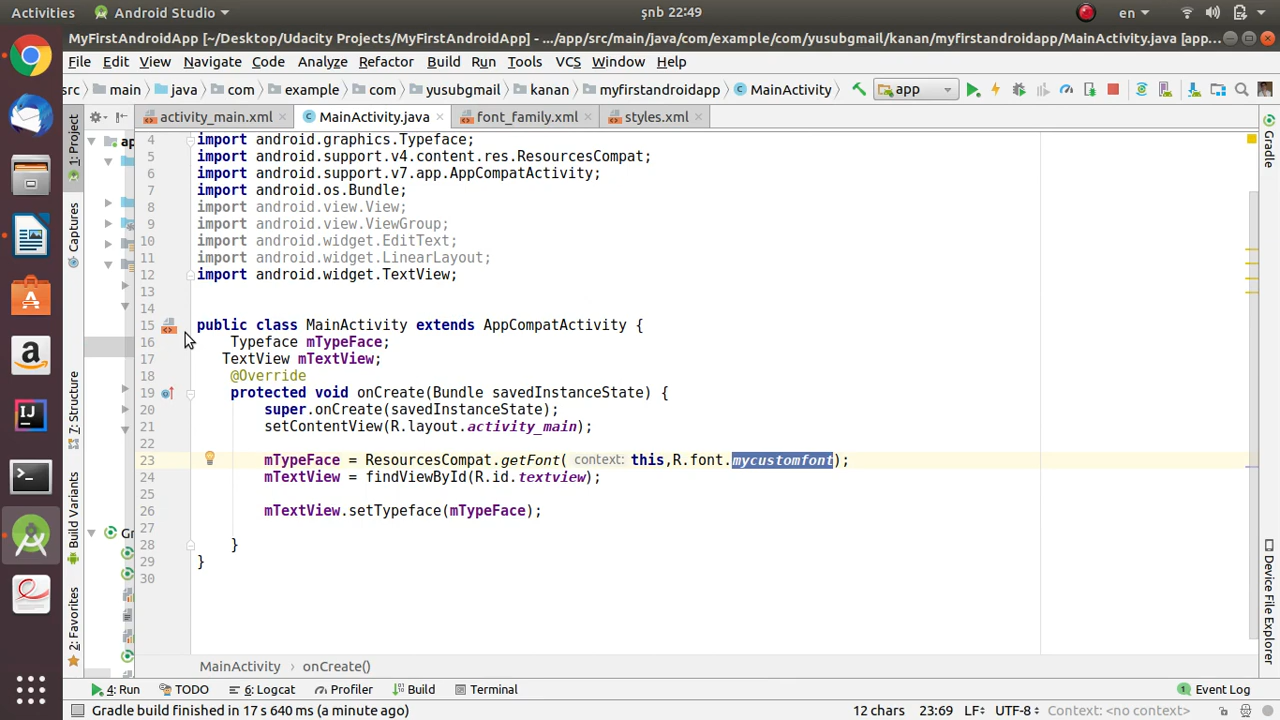 Activities Android Studio şnb 22:49 en
MyFirstAndroidApp [~/Desktop/Udacity Projects/MyFirstAndroidApp] - .../app/src/main/java/com/example/com/yusubgmail/kanan/myfirstandroidapp/MainActivity.java [app...
File Edit View Navigate Code Analyze Refactor Build Run Tools VCS Window Help
src main java com example com yusubgmail kanan myfirstandroidapp MainActivity app
activity_main.xml MainActivity.java font_family.xml styles.xml
1: Project
Captures
7: Structure
Build Variants
2: Favorites
ap
Gr
4 import android.graphics.Typeface;
5 import android.support.v4.content.res.ResourcesCompat;
6 import android.support.v7.app.AppCompatActivity;
7 import android.os.Bundle;
8 import android.view.View;
9 import android.view.ViewGroup;
10 import android.widget.EditText;
11 import android.widget.LinearLayout;
12 import android.widget.TextView;
13
14
15 public class MainActivity extends AppCompatActivity {
16 Typeface mTypeFace;
17 TextView mTextView;
18 @Override
19 protected void onCreate(Bundle savedInstanceState) {
20 super.onCreate(savedInstanceState);
21 setContentView(R.layout.activity_main);
22
23 mTypeFace = ResourcesCompat.getFont( context: this,R.font.mycustomfont);
24 mTextView = findViewById(R.id.textview);
25
26 mTextView.setTypeface(mTypeFace);
27
28 }
29 }
30
Gradle
Device File Explorer
MainActivity onCreate()
4: Run TODO 6: Logcat Profiler Build Terminal 1 Event Log
Gradle build finished in 17 s 640 ms (a minute ago) 12 chars 23:69 LF UTF-8 Context: <no context>